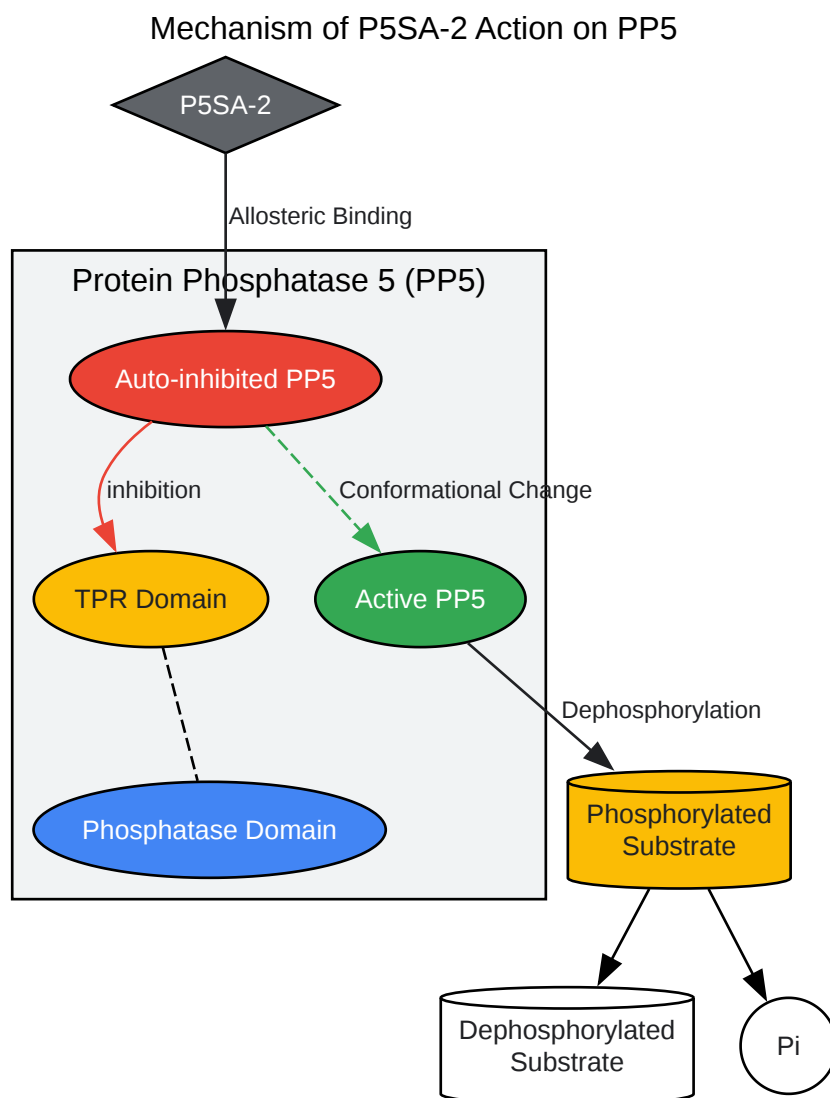 Mechanism of P5SA-2 Action on PP5
P5SA-2
Allosteric Binding
Protein Phosphatase 5 (PP5)
Auto-inhibited PP5
inhibition
Conformational Change
TPR Domain
Active PP5
Dephosphorylation
Phosphorylated
Substrate
Phosphatase Domain
Dephosphorylated
Substrate
Pi